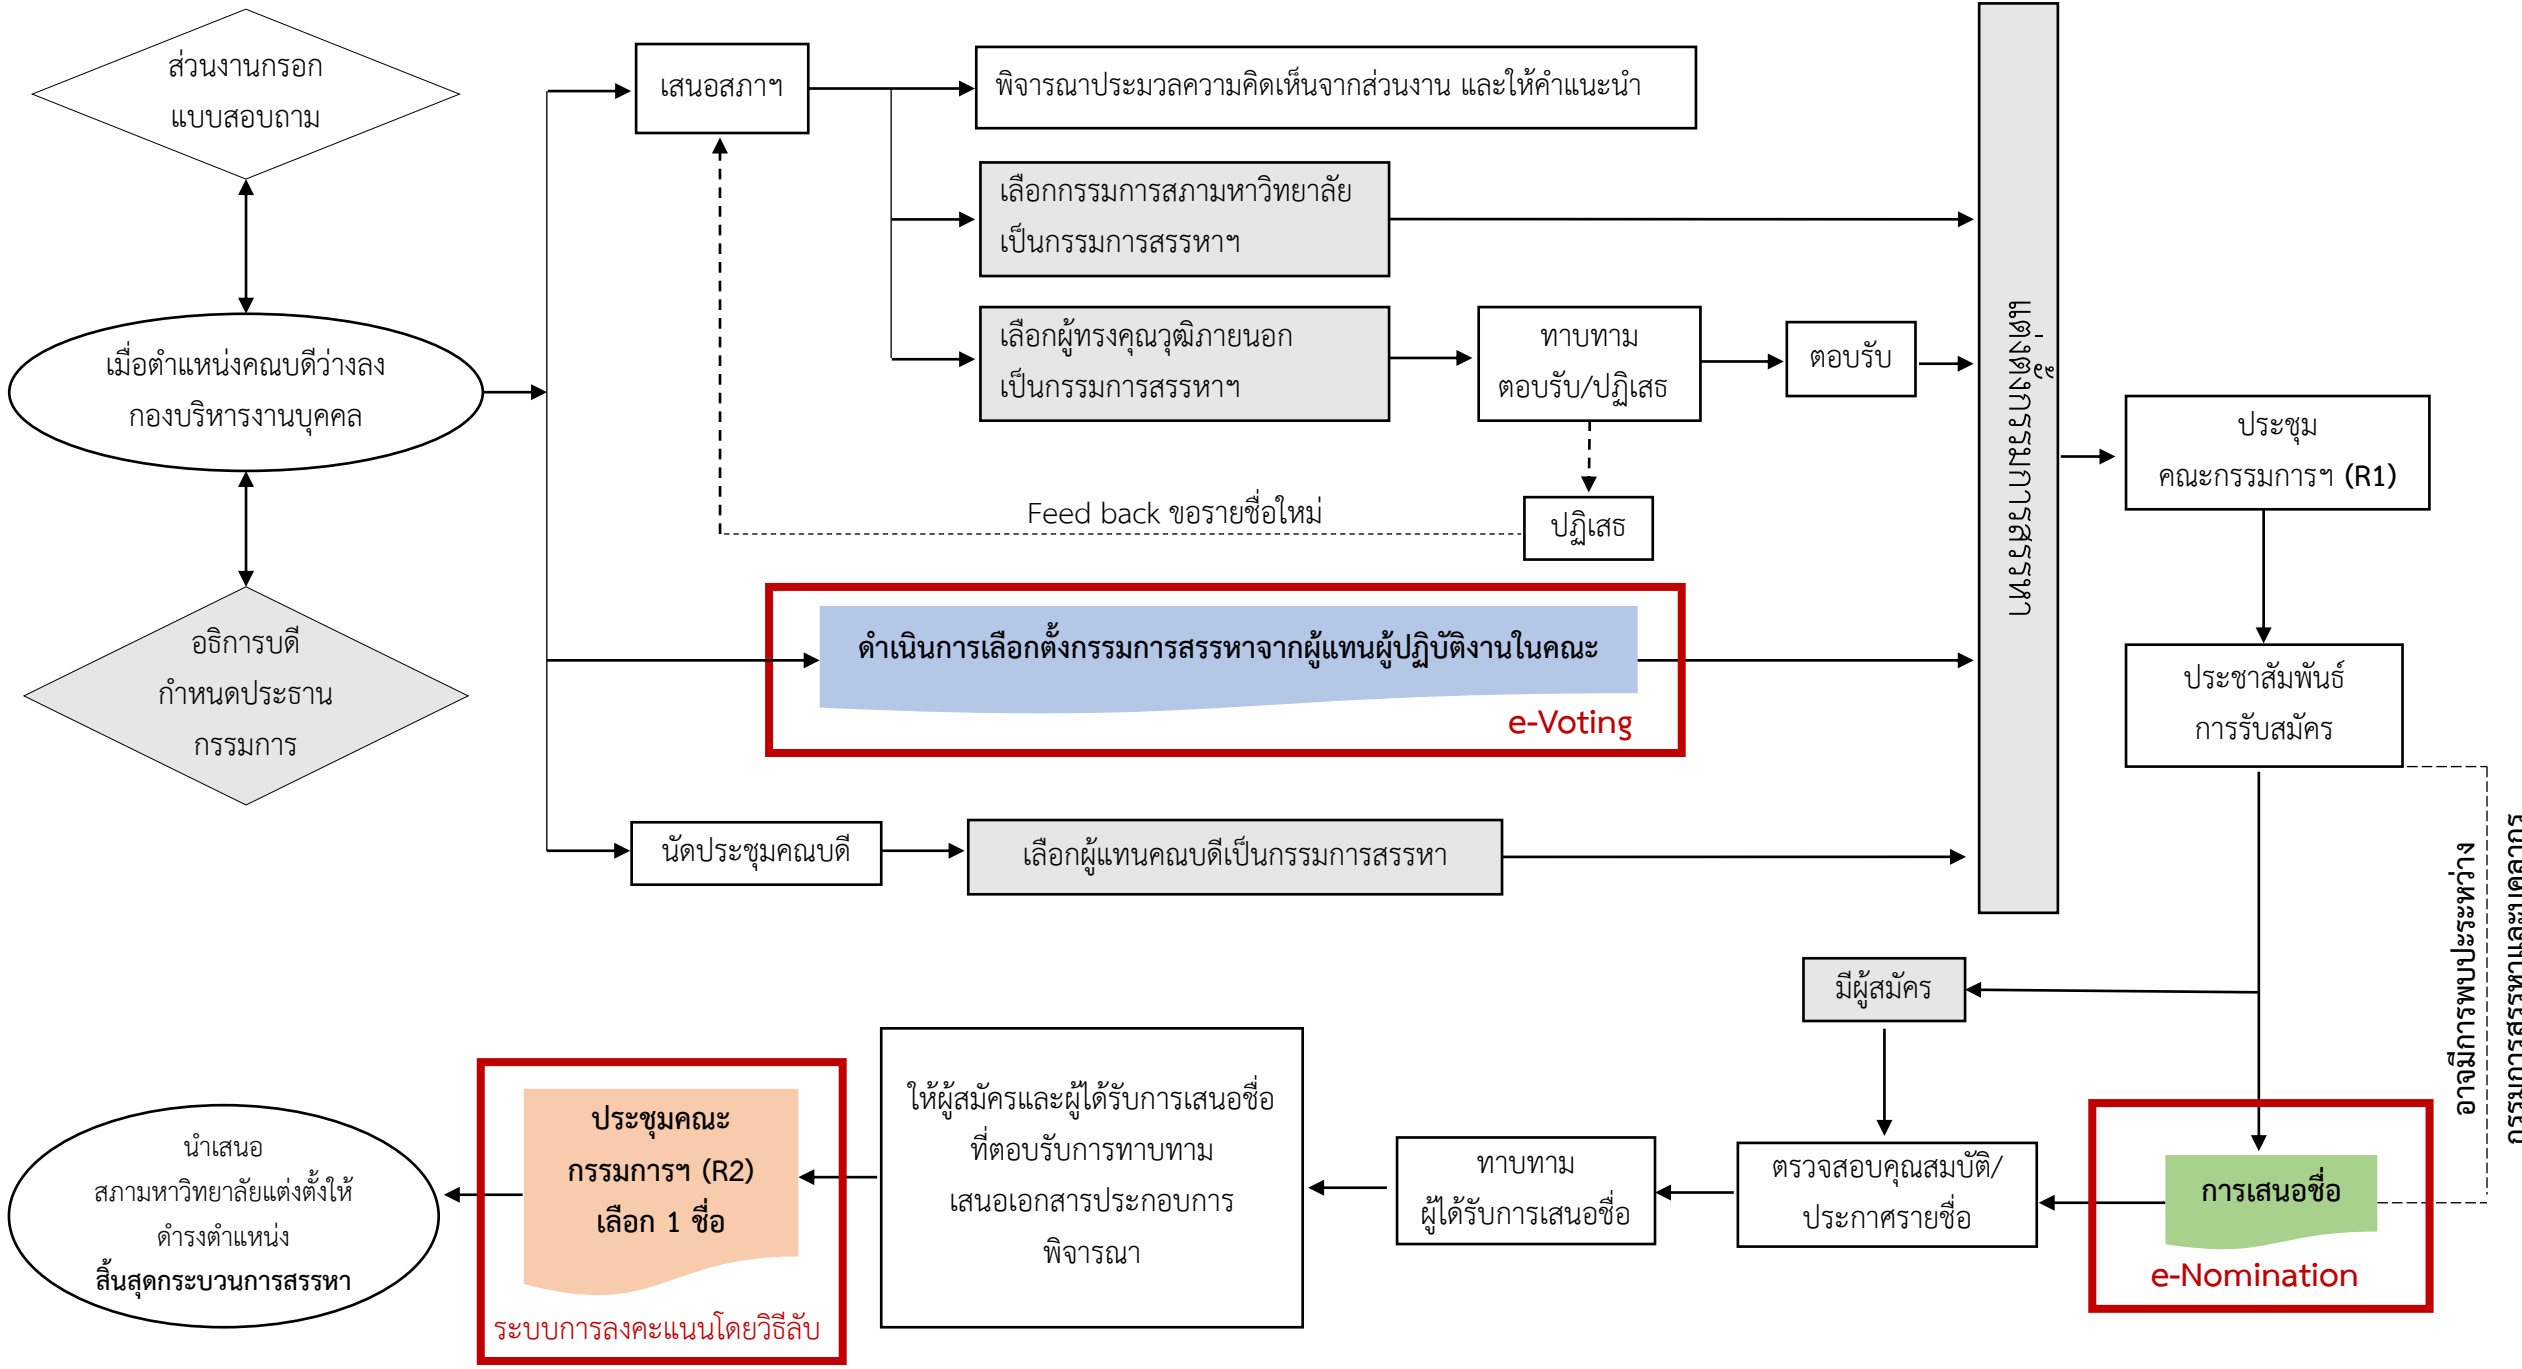 ส่วนงานกรอก
แบบสอบถาม
เมื่อตำแหน่งคณบดีว่างลง
กองบริหารงานบุคคล
อธิการบดี
กำหนดประธาน
กรรมการ
เสนอสภาฯ
พิจารณาประมวลความคิดเห็นจากส่วนงาน และให้คำแนะนำ
เลือกกรรมการสภามหาวิทยาลัย
เป็นกรรมการสรรหาฯ
เลือกผู้ทรงคุณวุฒิภายนอก
เป็นกรรมการสรรหาฯ
ทาบทาม
ตอบรับ/ปฏิเสธ
ตอบรับ
ปฏิเสธ
Feed back ขอรายชื่อใหม่
ดำเนินการเลือกตั้งกรรมการสรรหาจากผู้แทนผู้ปฏิบัติงานในคณะ
e-Voting
นัดประชุมคณบดี
เลือกผู้แทนคณบดีเป็นกรรมการสรรหา
แต่งตั้งกรรมการสรรหา
ประชุม
คณะกรรมการฯ (R1)
ประชาสัมพันธ์
การรับสมัคร
อาจมีการพบปะระหว่าง
กรรมการสรรหาและบุคลากร
มีผู้สมัคร
การเสนอชื่อ
e-Nomination
ตรวจสอบคุณสมบัติ/
ประกาศรายชื่อ
ทาบทาม
ผู้ได้รับการเสนอชื่อ
ให้ผู้สมัครและผู้ได้รับการเสนอชื่อ
ที่ตอบรับการทาบทาม
เสนอเอกสารประกอบการ
พิจารณา
ประชุมคณะ
กรรมการฯ (R2)
เลือก 1 ชื่อ
ระบบการลงคะแนนโดยวิธีลับ
นำเสนอ
สภามหาวิทยาลัยแต่งตั้งให้
ดำรงตำแหน่ง
สิ้นสุดกระบวนการสรรหา